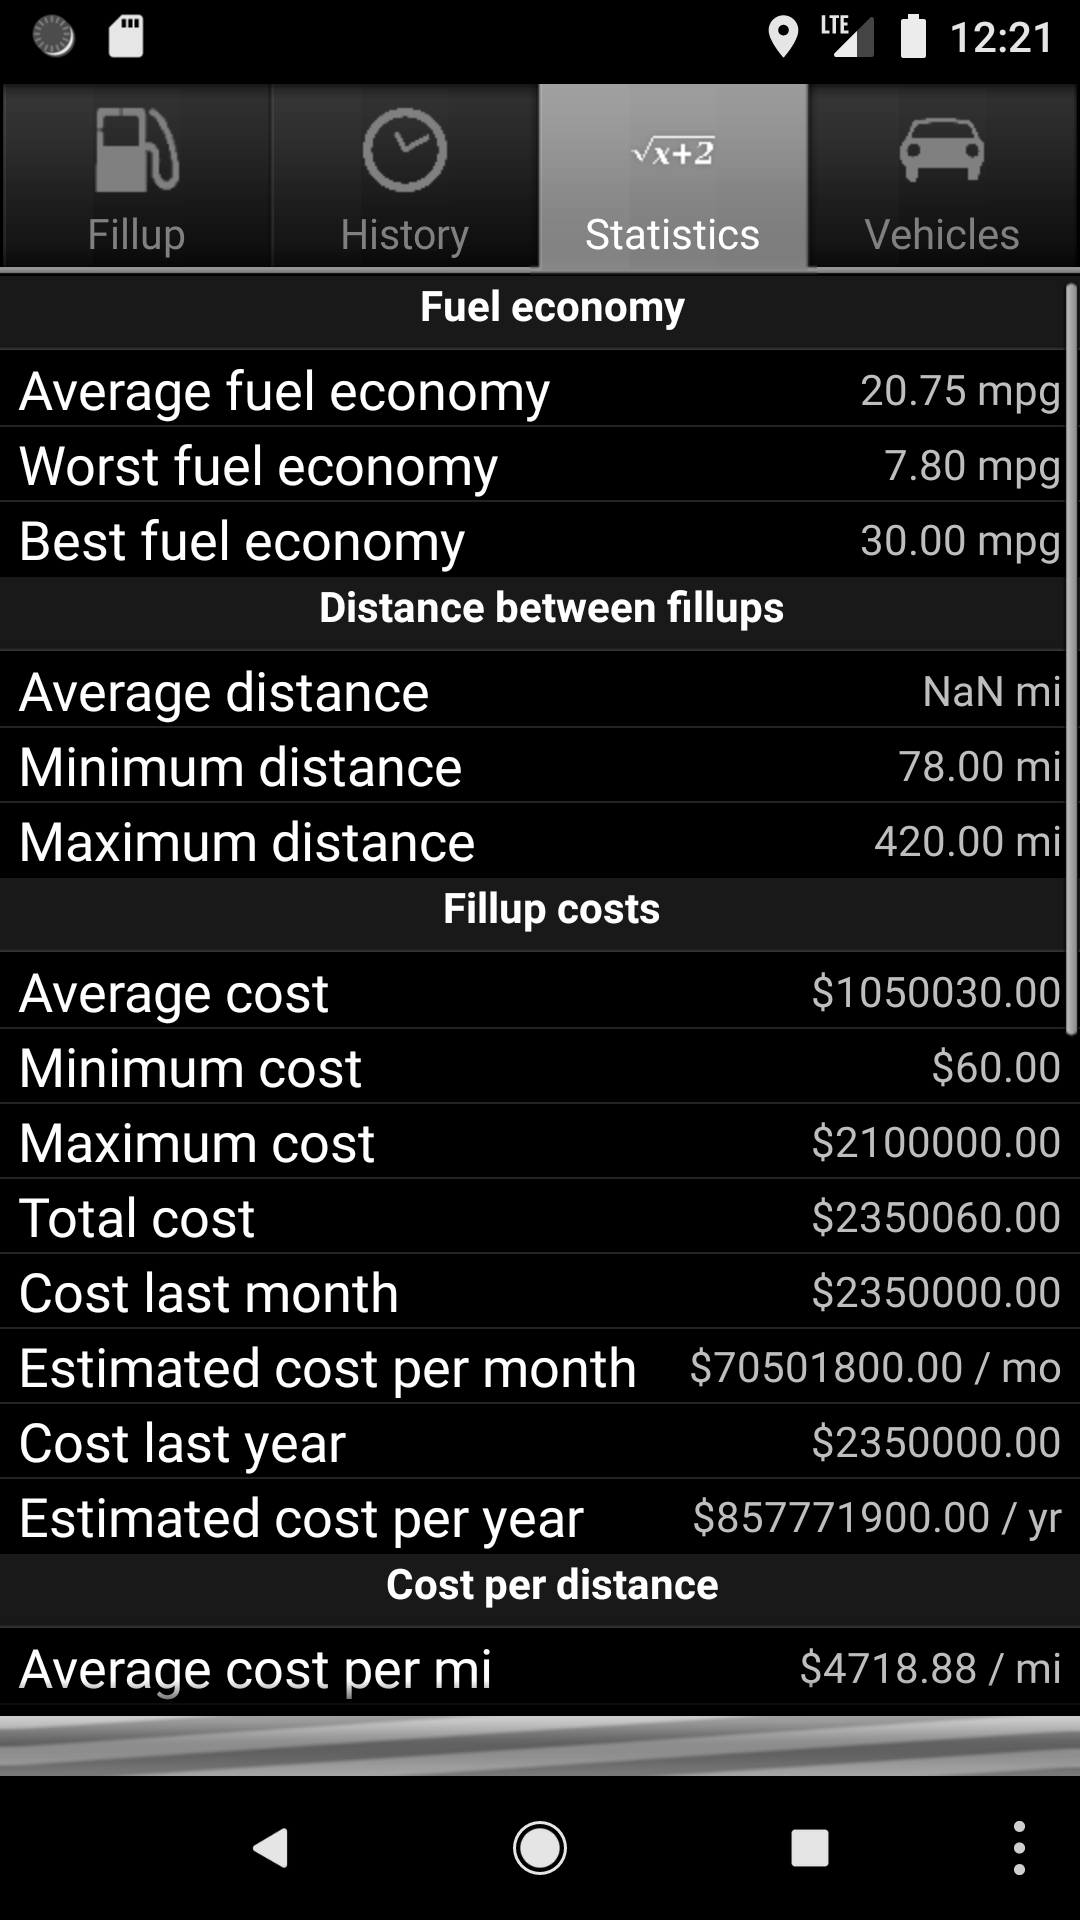 LTE 12:21
√x+2
Fillup History Statistics Vehicles
Fuel economy
Average fuel economy 20.75 mpg
Worst fuel economy 7.80 mpg
Best fuel economy 30.00 mpg
Distance between fillups
Average distance NaN mi
Minimum distance 78.00 mi
Maximum distance 420.00 mi
Fillup costs
Average cost $1050030.00
Minimum cost $60.00
Maximum cost $2100000.00
Total cost $2350060.00
Cost last month $2350000.00
Estimated cost per month $70501800.00 / mo
Cost last year $2350000.00
Estimated cost per year $857771900.00 / yr
Cost per distance
Average cost per mi $4718.88 / mi